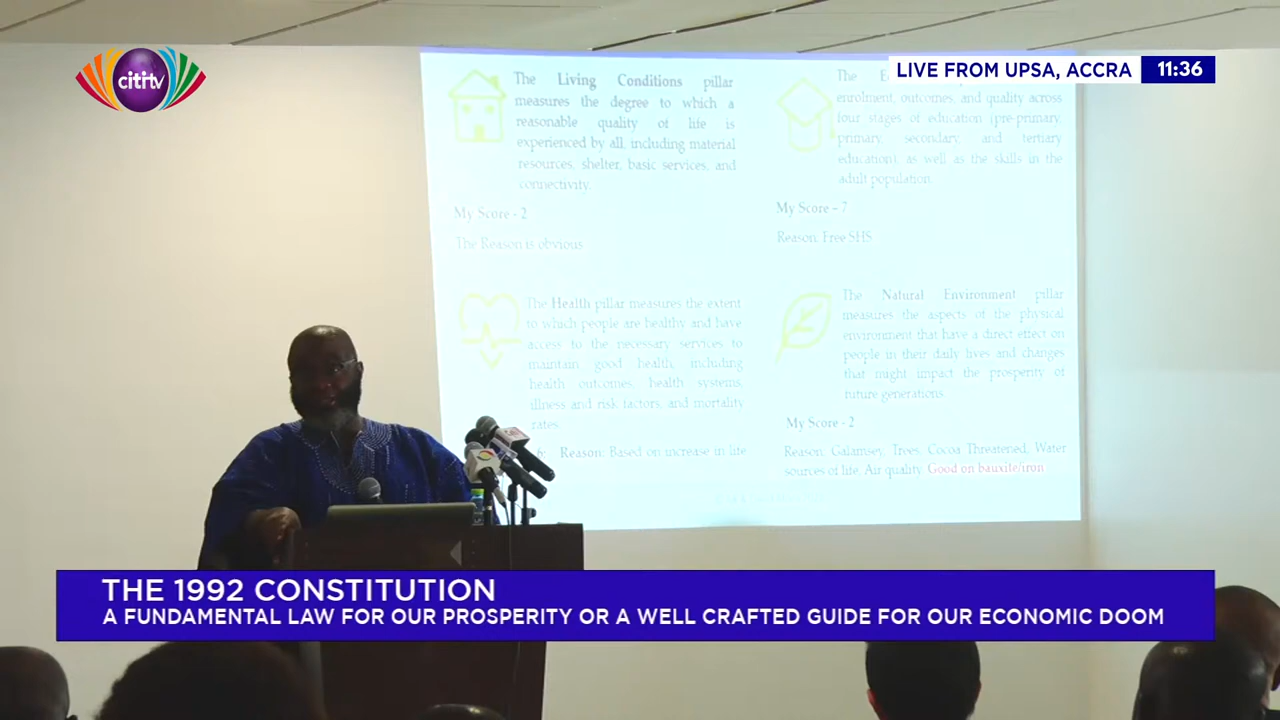 citi tv
LIVE FROM UPSA, ACCRA
11:36
The Living Conditions pillar
measures the degree to which a
reasonable quality of life is
experienced by all, including material
resources, shelter, basic services, and
connectivity.
My Score - 2
The Reason is obvious
The
enrolment, outcomes, and quality across
four stages of education (pre-primary,
primary, secondary, and tertiary
education), as well as the skills in the
adult population.
My Score – 7
Reason: Free SHS
The Health pillar measures the extent
to which people are healthy and have
access to the necessary services to
maintain good health, including
health outcomes, health systems,
illness and risk factors, and mortality
rates.
6: Reason: Based on increase in life
The Natural Environment pillar
measures the aspects of the physical
environment that have a direct effect on
people in their daily lives and changes
that might impact the prosperity of
future generations.
My Score - 2
Reason: Galamsey, Trees, Cocoa Threatened, Water
sources of life. Air quality. Good on bauxite/iron
THE 1992 CONSTITUTION
A FUNDAMENTAL LAW FOR OUR PROSPERITY OR A WELL CRAFTED GUIDE FOR OUR ECONOMIC DOOM